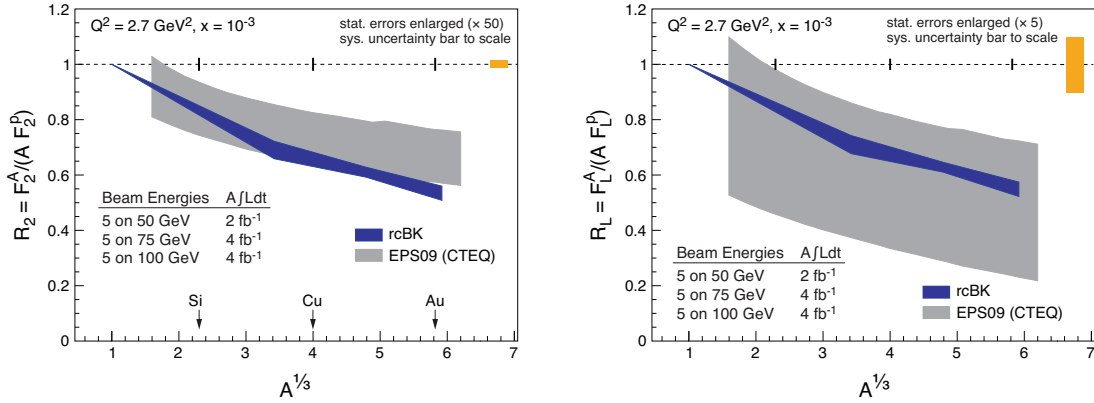 Q² = 2.7 GeV², x = 10⁻³
stat. errors enlarged (× 50)
sys. uncertainty bar to scale
R₂ = F₂ᴬ/(A F₂ᵖ)
1.2
1
0.8
0.6
0.4
0.2
0
Beam Energies A∫Ldt
5 on 50 GeV 2 fb⁻¹
5 on 75 GeV 4 fb⁻¹
5 on 100 GeV 4 fb⁻¹
rcBK
EPS09 (CTEQ)
Si Cu Au
1 2 3 4 5 6 7
A^⅓
Q² = 2.7 GeV², x = 10⁻³
stat. errors enlarged (× 5)
sys. uncertainty bar to scale
R_L = F_Lᴬ/(A F_Lᵖ)
1.2
1
0.8
0.6
0.4
0.2
0
Beam Energies A∫Ldt
5 on 50 GeV 2 fb⁻¹
5 on 75 GeV 4 fb⁻¹
5 on 100 GeV 4 fb⁻¹
rcBK
EPS09 (CTEQ)
1 2 3 4 5 6 7
A^⅓